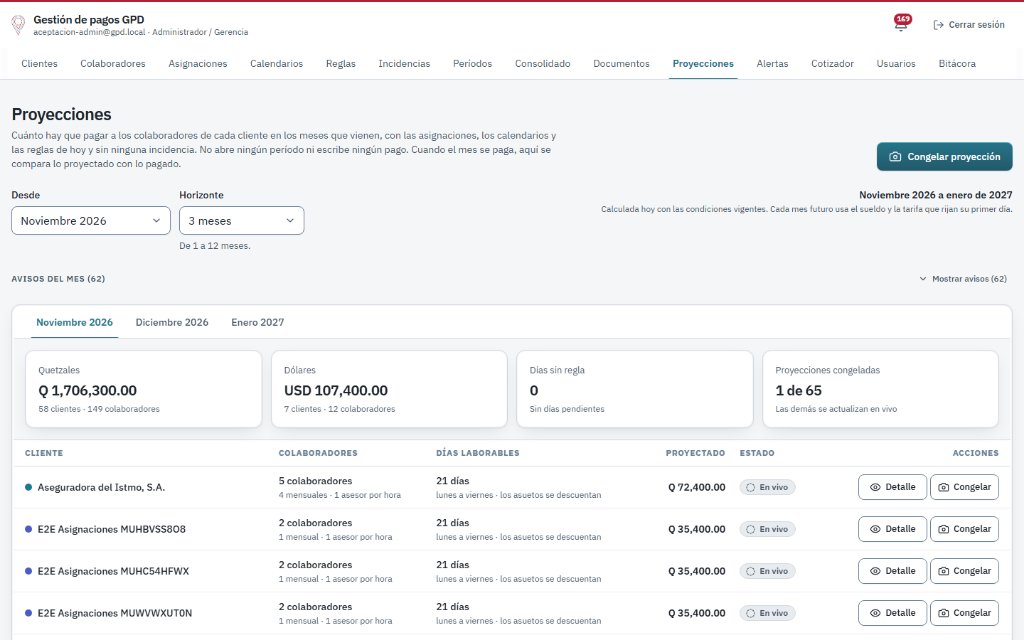 Gestión de pagos GPD
aceptacion-admin@gpd.local · Administrador / Gerencia
169
Cerrar sesión
Clientes Colaboradores Asignaciones Calendarios Reglas Incidencias Períodos Consolidado Documentos Proyecciones Alertas Cotizador Usuarios Bitácora
Proyecciones
Cuánto hay que pagar a los colaboradores de cada cliente en los meses que vienen, con las asignaciones, los calendarios y
las reglas de hoy y sin ninguna incidencia. No abre ningún período ni escribe ningún pago. Cuando el mes se paga, aquí se
compara lo proyectado con lo pagado.
Congelar proyección
Desde Horizonte
Noviembre 2026 3 meses
De 1 a 12 meses.
Noviembre 2026 a enero de 2027
Calculada hoy con las condiciones vigentes. Cada mes futuro usa el sueldo y la tarifa que rijan su primer día.
AVISOS DEL MES (62) Mostrar avisos (62)
Noviembre 2026 Diciembre 2026 Enero 2027
Quetzales
Q 1,706,300.00
58 clientes · 149 colaboradores
Dólares
USD 107,400.00
7 clientes · 12 colaboradores
Días sin regla
0
Sin días pendientes
Proyecciones congeladas
1 de 65
Las demás se actualizan en vivo
CLIENTE COLABORADORES DÍAS LABORABLES PROYECTADO ESTADO ACCIONES
Aseguradora del Istmo, S.A. 5 colaboradores 21 días Q 72,400.00 En vivo Detalle Congelar
4 mensuales · 1 asesor por hora lunes a viernes · los asuetos se descuentan
E2E Asignaciones MUHBVSS8O8 2 colaboradores 21 días Q 35,400.00 En vivo Detalle Congelar
1 mensual · 1 asesor por hora lunes a viernes · los asuetos se descuentan
E2E Asignaciones MUHC54HFWX 2 colaboradores 21 días Q 35,400.00 En vivo Detalle Congelar
1 mensual · 1 asesor por hora lunes a viernes · los asuetos se descuentan
E2E Asignaciones MUWVWXUT0N 2 colaboradores 21 días Q 35,400.00 En vivo Detalle Congelar
1 mensual · 1 asesor por hora lunes a viernes · los asuetos se descuentan